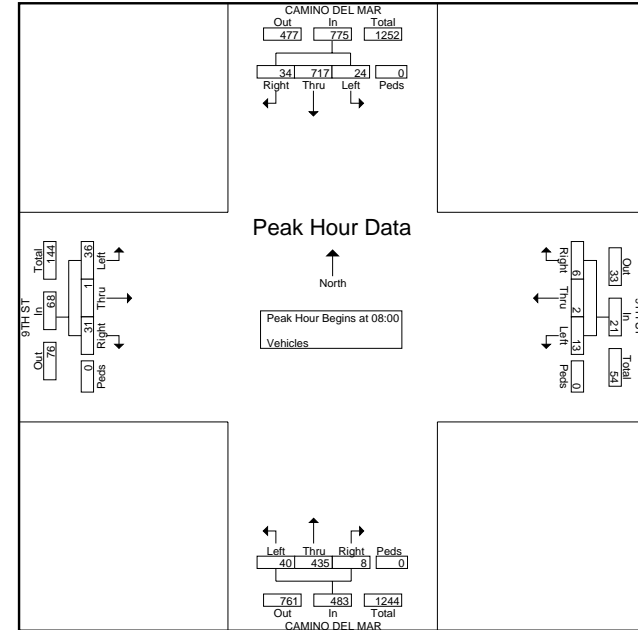 CAMINO DEL MAR
Out In Total
477 775 1252
34 717 24 0
Right Thru Left Peds
Peak Hour Data
North
Peak Hour Begins at 08:00
Vehicles
9TH ST
Out In Total
76 68 144
36 1 31 0
Left Thru Right Peds
Out In Total
33 21 54
6 2 13 0
Right Thru Left Peds
Left Thru Right Peds
40 435 8 0
761 483 1244
Out In Total
CAMINO DEL MAR